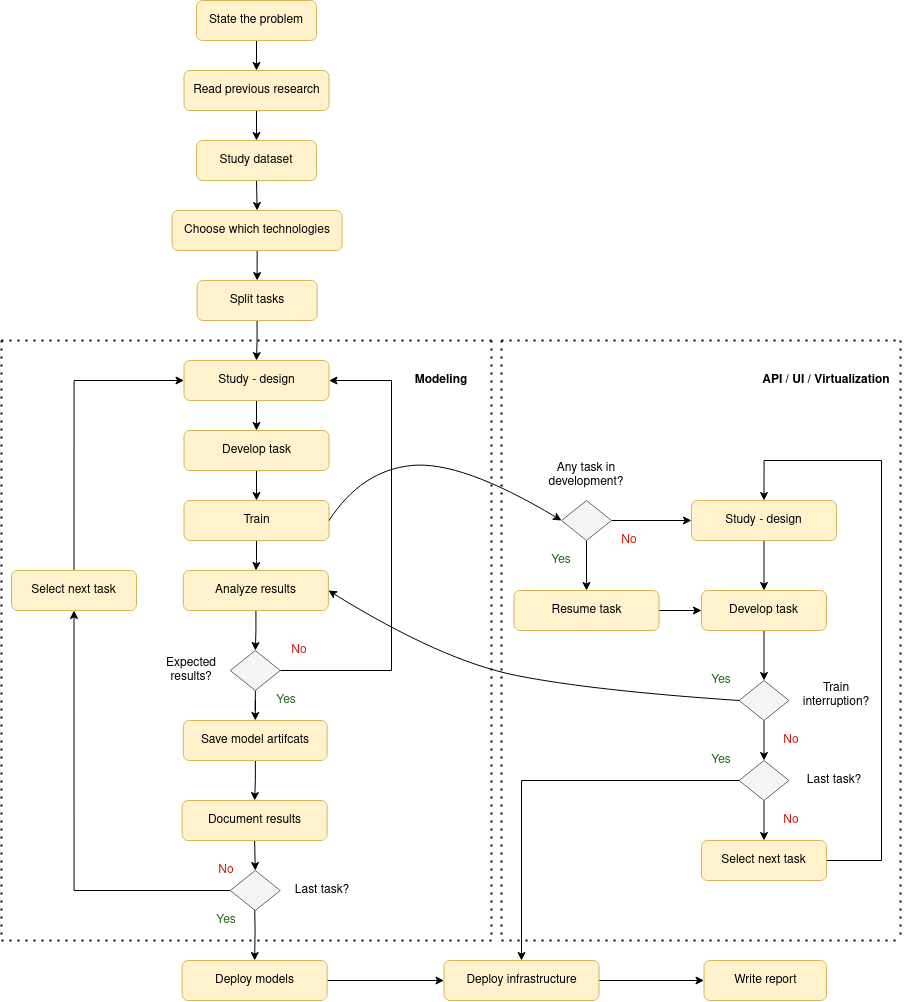 State the problem
Read previous research
Study dataset
Choose which technologies
Split tasks
Modeling
Study - design
Develop task
Train
Analyze results
Select next task
Expected
results?
No
Yes
Save model artifcats
Document results
No
Last task?
Yes
API / UI / Virtualization
Any task in
development?
No
Yes
Study - design
Resume task
Develop task
Yes
Train
interruption?
No
Yes
Last task?
No
Select next task
Deploy models
Deploy infrastructure
Write report